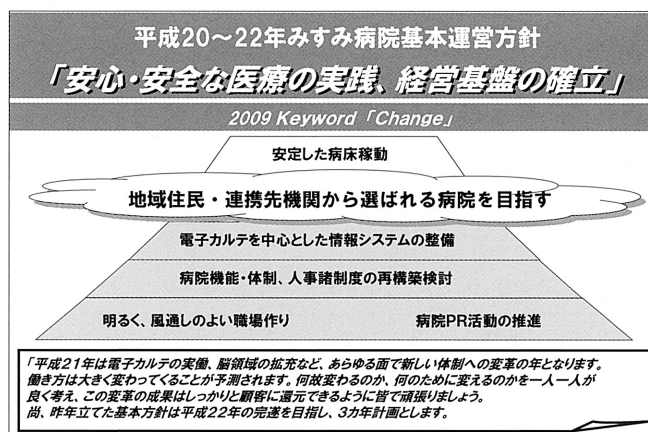 平成20～22年みすみ病院基本運営方針
「安心・安全な医療の実践、経営基盤の確立」
2009 Keyword 「Change」
安定した病床稼動
地域住民・連携先機関から選ばれる病院を目指す
電子カルテを中心とした情報システムの整備
病院機能・体制、人事諸制度の再構築検討
明るく、風通しのよい職場作り 病院PR活動の推進
「平成21年は電子カルテの実働、脳領域の拡充など、あらゆる面で新しい体制への変革の年となります。
働き方は大きく変わってくることが予測されます。何故変わるのか、何のために変えるのかを一人一人が
良く考え、この変革の成果はしっかりと顧客に還元できるように皆で頑張りましょう。
尚、昨年立てた基本方針は平成22年の完遂を目指し、3カ年計画とします。